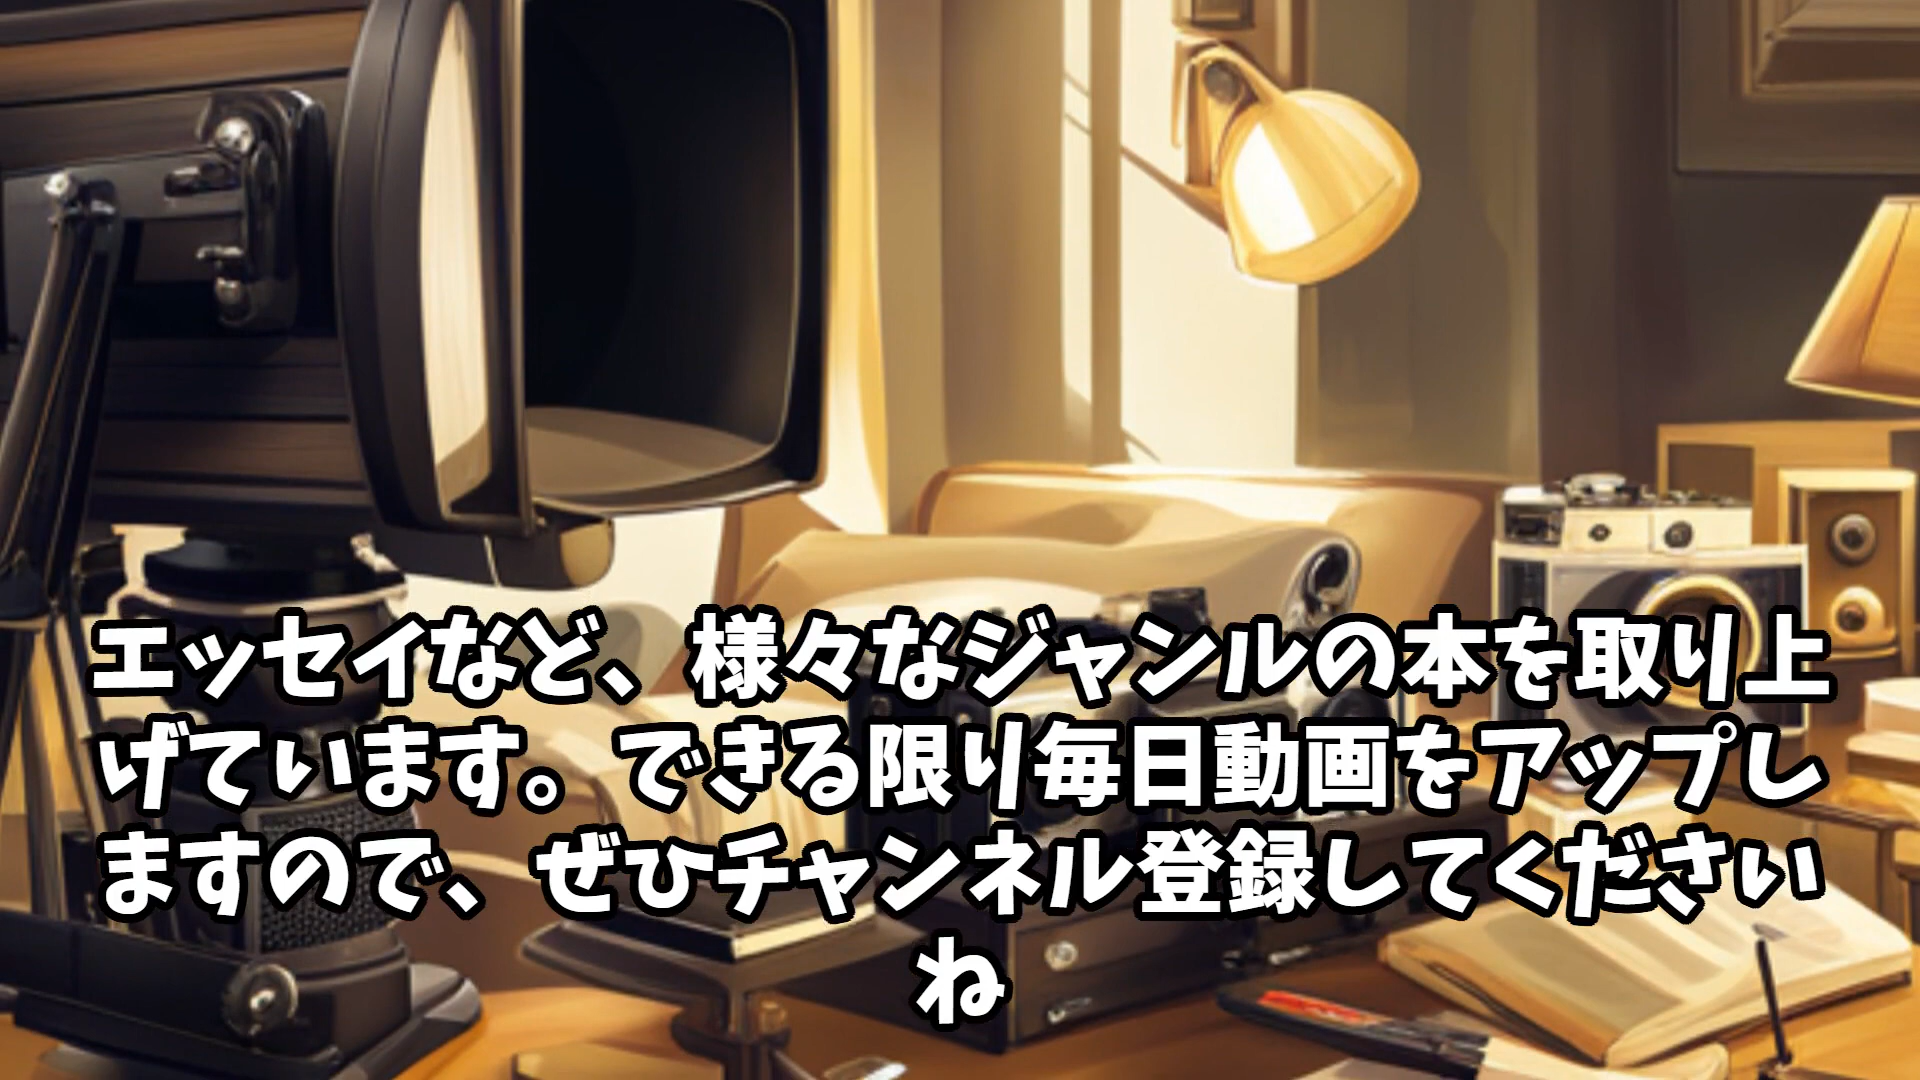 エッセイなど、様々なジャンルの本を取り上
げています。できる限り毎日動画をアップし
ますので、ぜひチャンネル登録してください
ね